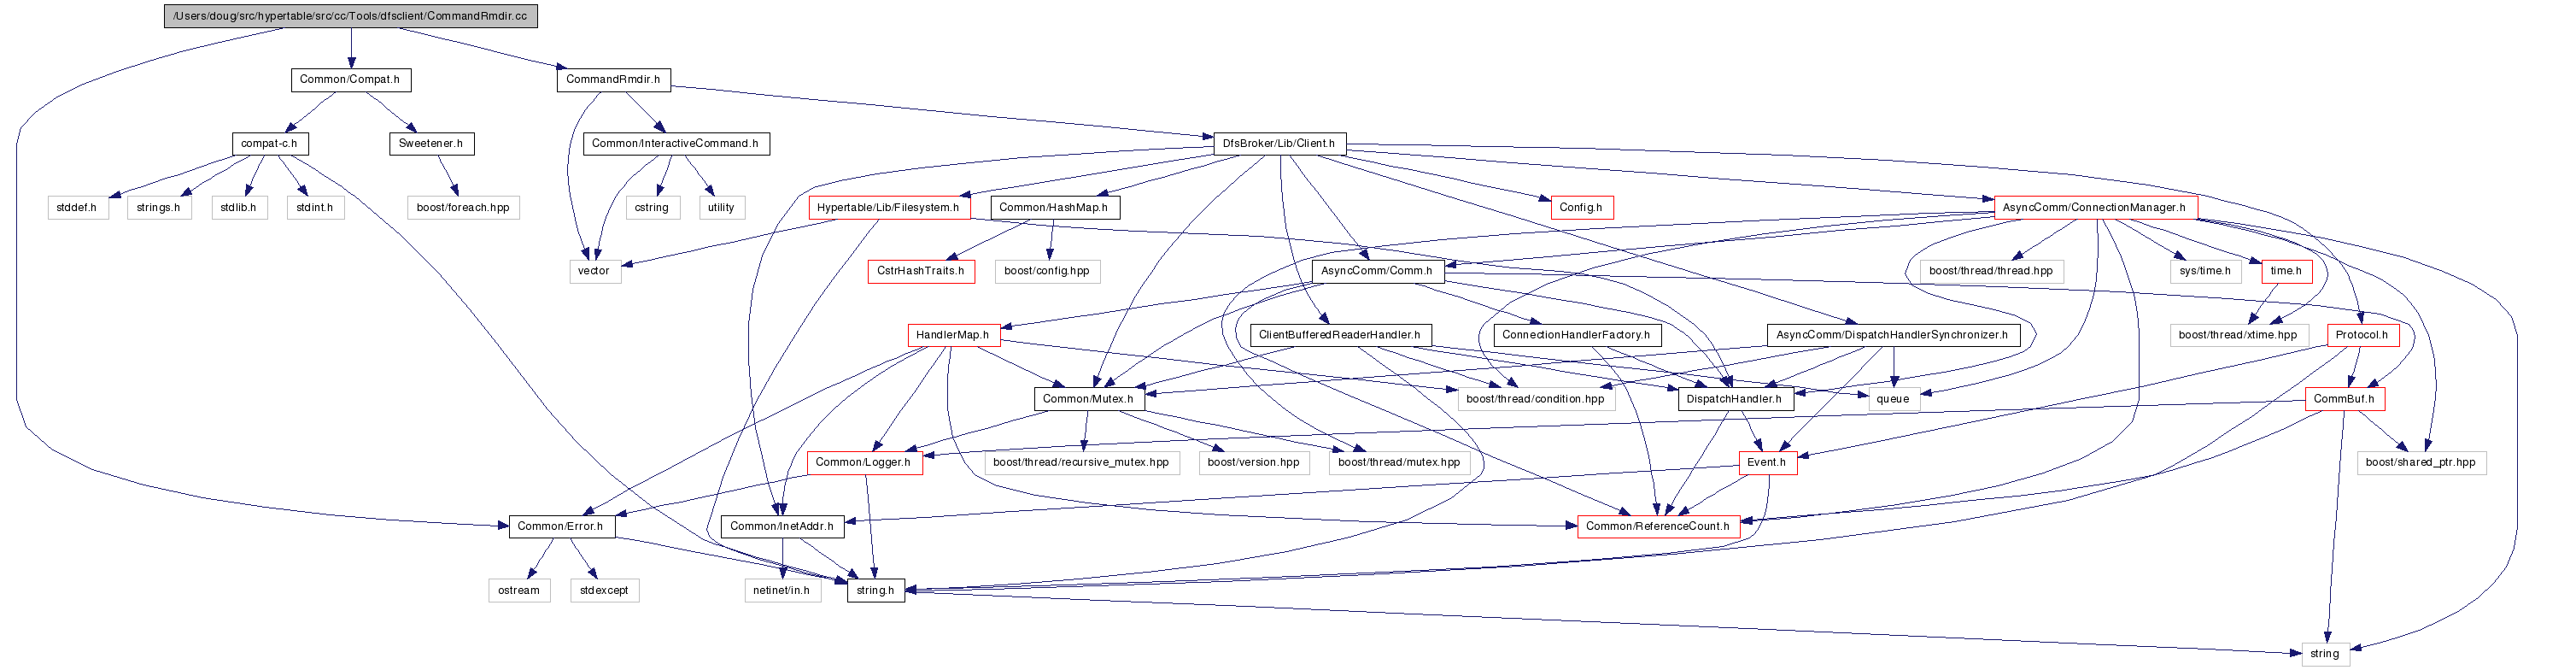 /Users/doug/src/hypertable/src/cc/Tools/dfsclient/CommandRmdir.cc
Common/Compat.h
CommandRmdir.h
compat-c.h
Sweetener.h
Common/InteractiveCommand.h
DfsBroker/Lib/Client.h
stddef.h
strings.h
stdlib.h
stdint.h
boost/foreach.hpp
cstring
utility
Hypertable/Lib/Filesystem.h
Common/HashMap.h
Config.h
AsyncComm/ConnectionManager.h
vector
CstrHashTraits.h
boost/config.hpp
AsyncComm/Comm.h
boost/thread/thread.hpp
sys/time.h
time.h
HandlerMap.h
ClientBufferedReaderHandler.h
ConnectionHandlerFactory.h
AsyncComm/DispatchHandlerSynchronizer.h
boost/thread/xtime.hpp
Protocol.h
Common/Mutex.h
boost/thread/condition.hpp
DispatchHandler.h
queue
CommBuf.h
Common/Logger.h
boost/thread/recursive_mutex.hpp
boost/version.hpp
boost/thread/mutex.hpp
Event.h
boost/shared_ptr.hpp
Common/Error.h
Common/InetAddr.h
Common/ReferenceCount.h
ostream
stdexcept
netinet/in.h
string.h
string